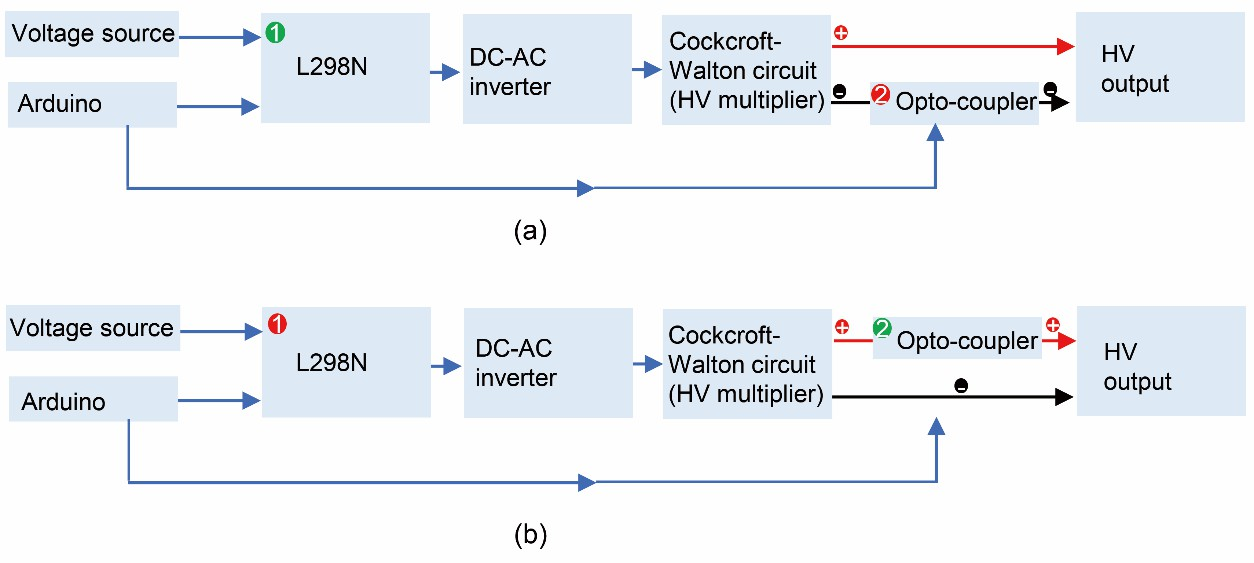 Voltage source
1
L298N
Arduino
DC-AC
inverter
Cockcroft-
Walton circuit
(HV multiplier)
+
-
2 Opto-coupler
-
HV
output
(a)
Voltage source
1
L298N
Arduino
DC-AC
inverter
Cockcroft-
Walton circuit
(HV multiplier)
+
2 Opto-coupler
+
-
HV
output
(b)